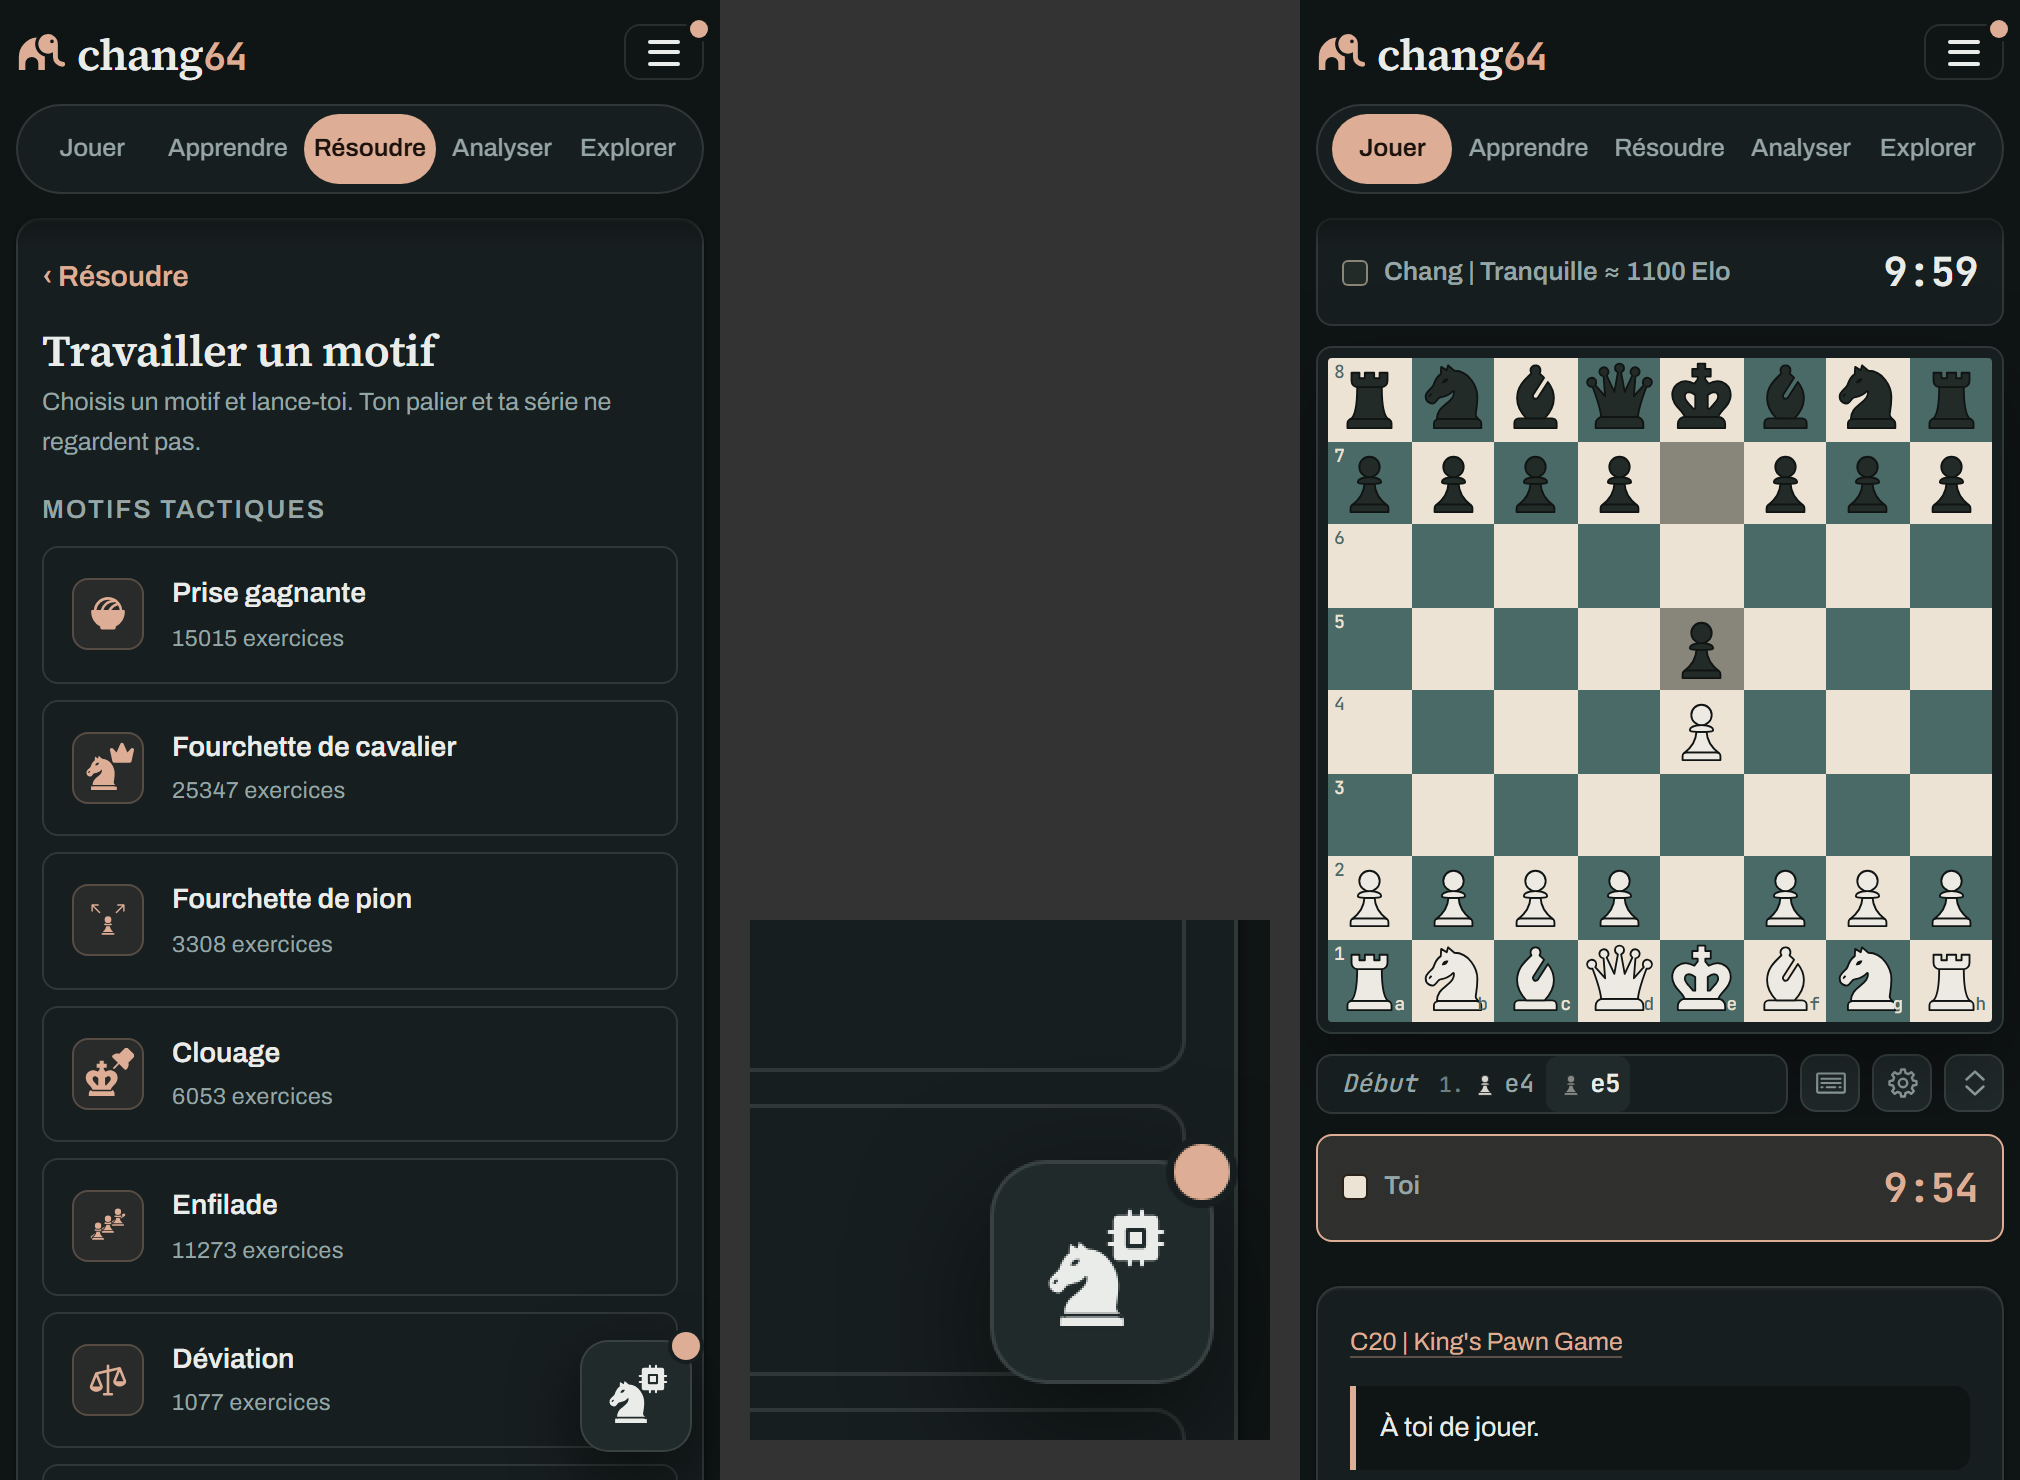 chang64
Jouer Apprendre Résoudre Analyser Explorer
‹ Résoudre
Travailler un motif
Choisis un motif et lance-toi. Ton palier et ta série ne
regardent pas.
MOTIFS TACTIQUES
Prise gagnante
15015 exercices
Fourchette de cavalier
25347 exercices
Fourchette de pion
3308 exercices
Clouage
6053 exercices
Enfilade
11273 exercices
Déviation
1077 exercices
chang64
Jouer Apprendre Résoudre Analyser Explorer
Chang | Tranquille ≈ 1100 Elo 9:59
8
7
6
5
4
3
2
1
a b c d e f g h
Début 1. e4 e5
Toi 9:54
C20 | King's Pawn Game
À toi de jouer.